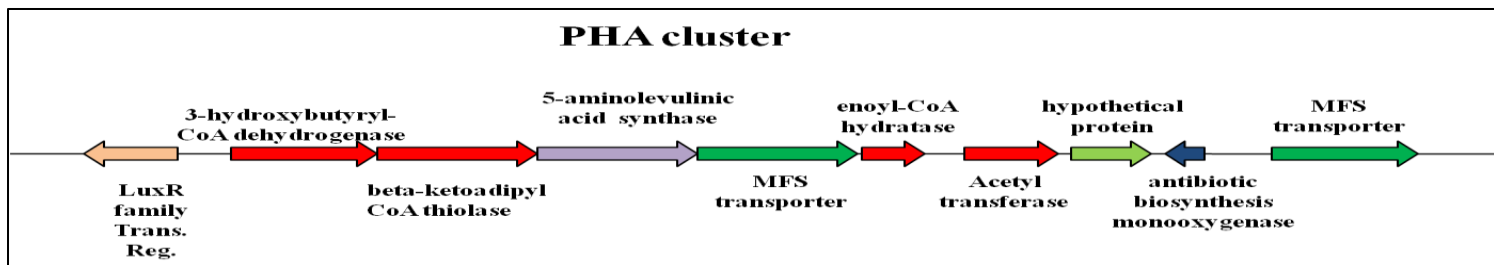 PHA cluster
3-hydroxybutyryl-
CoA dehydrogenase
5-aminolevulinic
acid synthase
enoyl-CoA
hydratase
hypothetical
protein
MFS
transporter
LuxR
family
Trans.
Reg.
beta-ketoadipyl
CoA thiolase
MFS
transporter
Acetyl
transferase
antibiotic
biosynthesis
monooxygenase